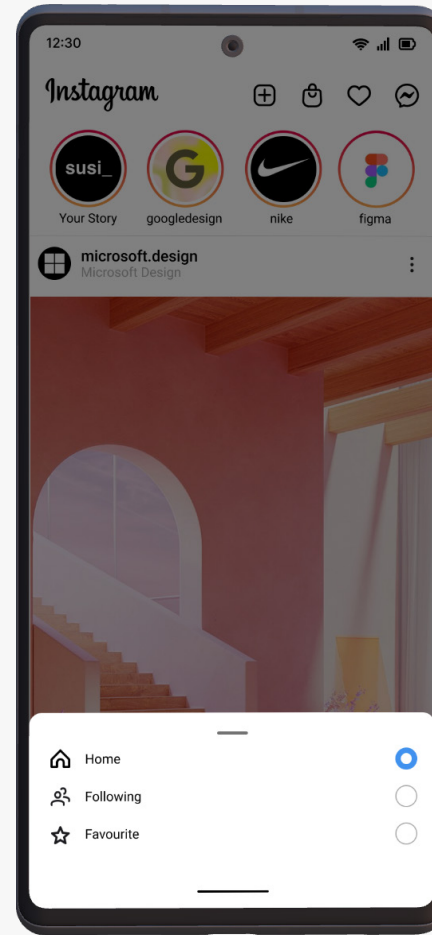 12:30
Instagram
susi_
G
Your Story googledesign nike figma
microsoft.design
Microsoft Design
Home
Following
Favourite